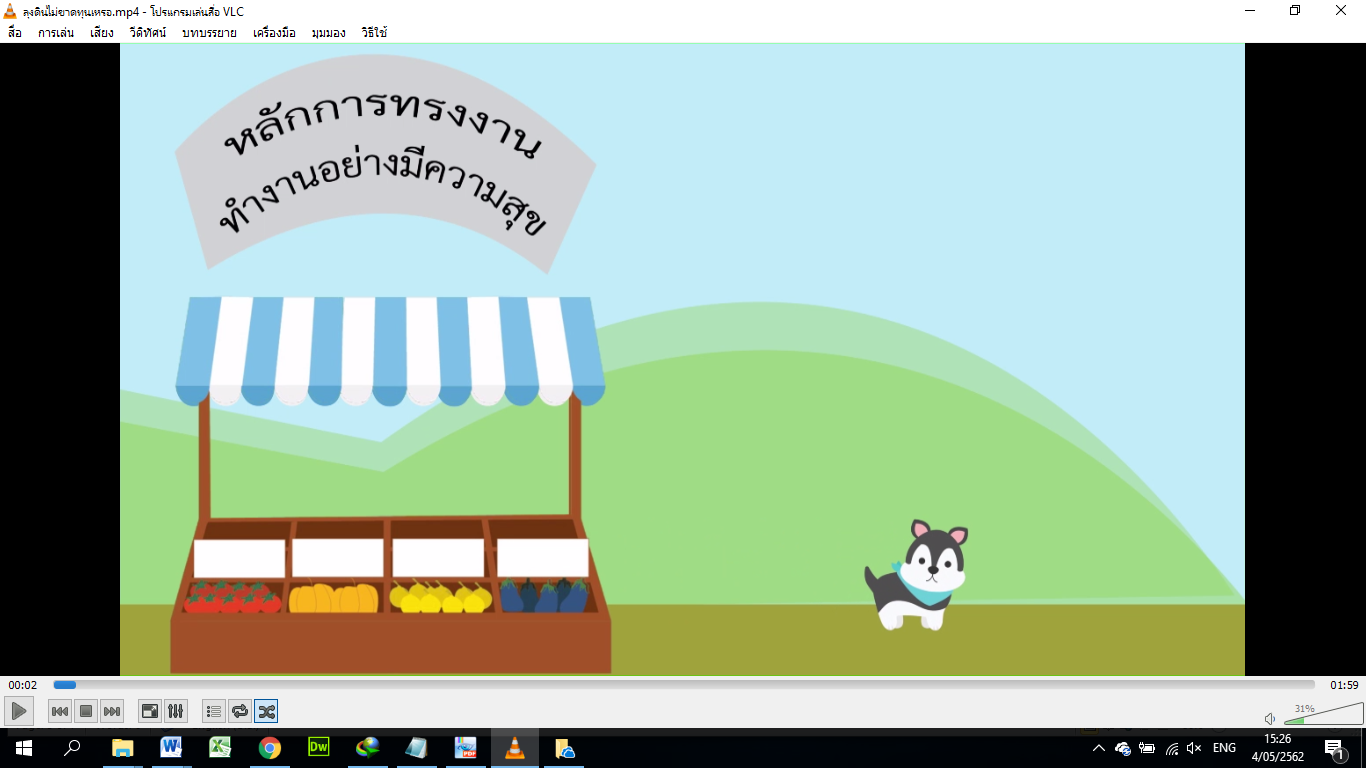 ลุงดินไม่ขาดทุนเหรอ.mp4 - โปรแกรมเล่นสื่อ VLC
สื่อ การเล่น เสียง วีดิทัศน์ บทบรรยาย เครื่องมือ มุมมอง วิธีใช้
หลักการทรงงาน
ทำงานอย่างมีความสุข
00:02
01:59
31%
Dw
PDF
ENG
15:26
4/05/2562
1